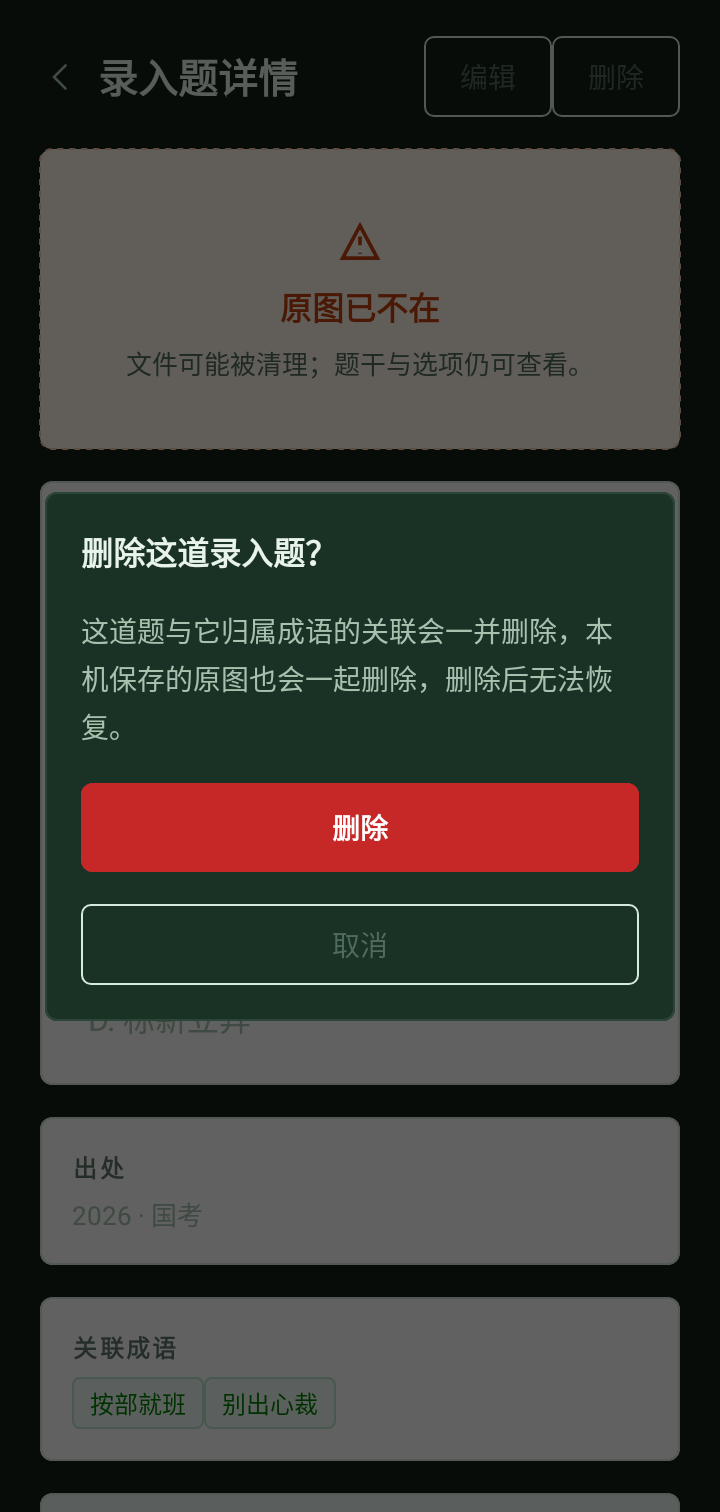 录入题详情
编辑
删除
原图已不在
文件可能被清理；题干与选项仍可查看。
删除这道录入题？
这道题与它归属成语的关联会一并删除，本
机保存的原图也会一起删除，删除后无法恢
复。
删除
取消
D. 标新立异
出处
2026 · 国考
关联成语
按部就班
别出心裁